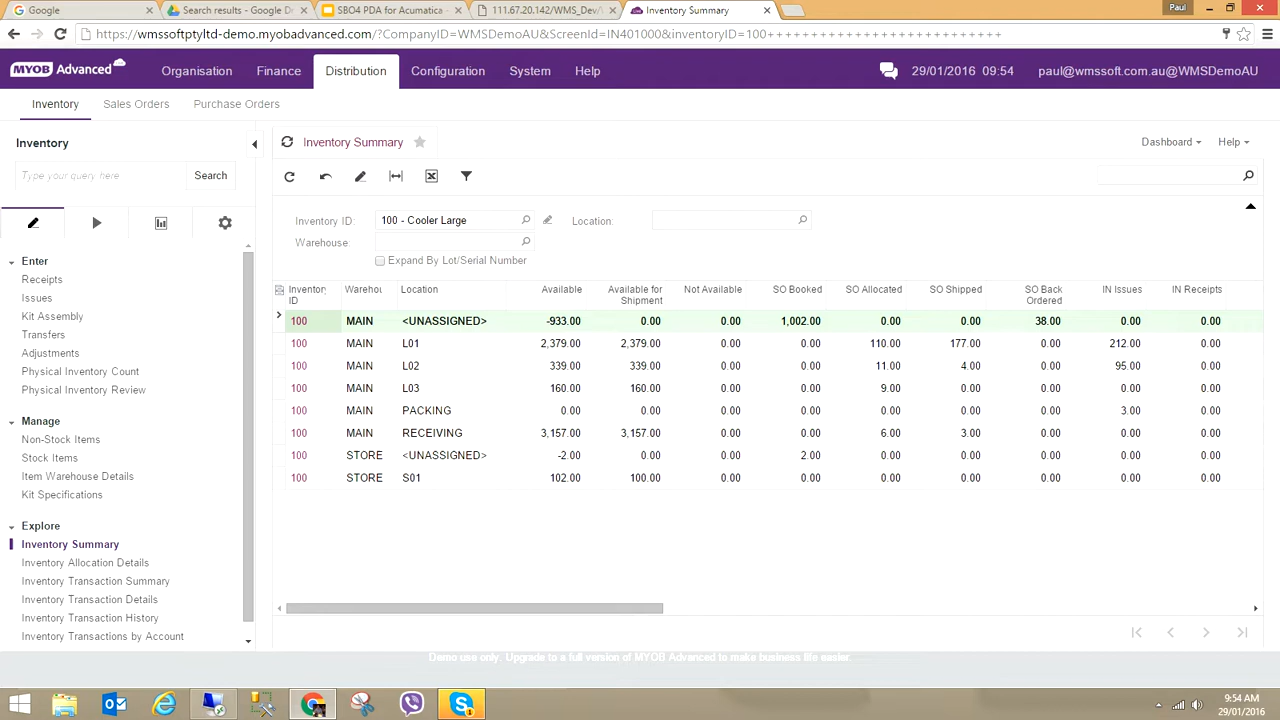 Google
Search results - Google Dr
SBO4 PDA for Acumatica -
111.67.20.142/WMS_Dev/
Inventory Summary
Paul
https://wmssoftptyltd-demo.myobadvanced.com/?CompanyID=WMSDemoAU&ScreenId=IN401000&inventoryID=100+++++++++++++++++++++++++++
MYOB Advanced
Organisation Finance Distribution Configuration System Help
29/01/2016 09:54
paul@wmssoft.com.au@WMSDemoAU
Inventory Sales Orders Purchase Orders
Inventory
Type your query here
Search
Inventory Summary
Dashboard Help
Inventory ID: 100 - Cooler Large
Location:
Warehouse:
Expand By Lot/Serial Number
Inventory ID Warehou Location Available Available for Shipment Not Available SO Booked SO Allocated SO Shipped SO Back Ordered IN Issues IN Receipts
100 MAIN <UNASSIGNED> -933.00 0.00 0.00 1,002.00 0.00 0.00 38.00 0.00 0.00
100 MAIN L01 2,379.00 2,379.00 0.00 0.00 110.00 177.00 0.00 212.00 0.00
100 MAIN L02 339.00 339.00 0.00 0.00 11.00 4.00 0.00 95.00 0.00
100 MAIN L03 160.00 160.00 0.00 0.00 9.00 0.00 0.00 0.00 0.00
100 MAIN PACKING 0.00 0.00 0.00 0.00 0.00 0.00 0.00 3.00 0.00
100 MAIN RECEIVING 3,157.00 3,157.00 0.00 0.00 6.00 3.00 0.00 0.00 0.00
100 STORE <UNASSIGNED> -2.00 0.00 0.00 2.00 0.00 0.00 0.00 0.00 0.00
100 STORE S01 102.00 100.00 0.00 0.00 0.00 0.00 0.00 0.00 0.00
Enter
Receipts
Issues
Kit Assembly
Transfers
Adjustments
Physical Inventory Count
Physical Inventory Review
Manage
Non-Stock Items
Stock Items
Item Warehouse Details
Kit Specifications
Explore
Inventory Summary
Inventory Allocation Details
Inventory Transaction Summary
Inventory Transaction Details
Inventory Transaction History
Inventory Transactions by Account
Demo use only. Upgrade to a full version of MYOB Advanced to make business life easier.
9:54 AM
29/01/2016